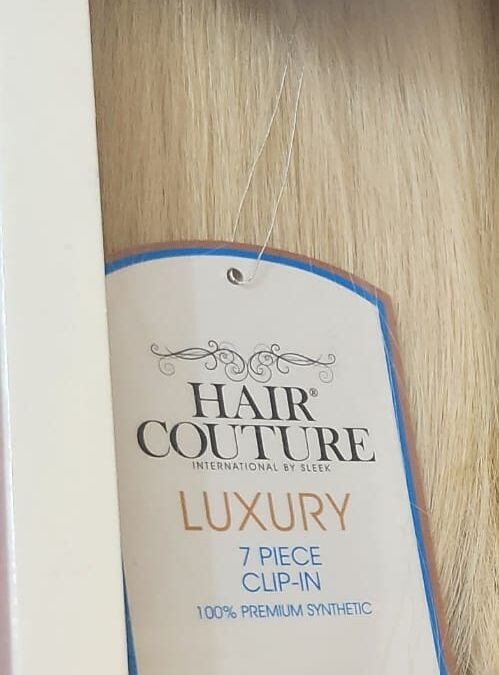 HAIR®
COUTURE
INTERNATIONAL BY SLEEK
LUXURY
7 PIECE
CLIP-IN
100% PREMIUM SYNTHETIC